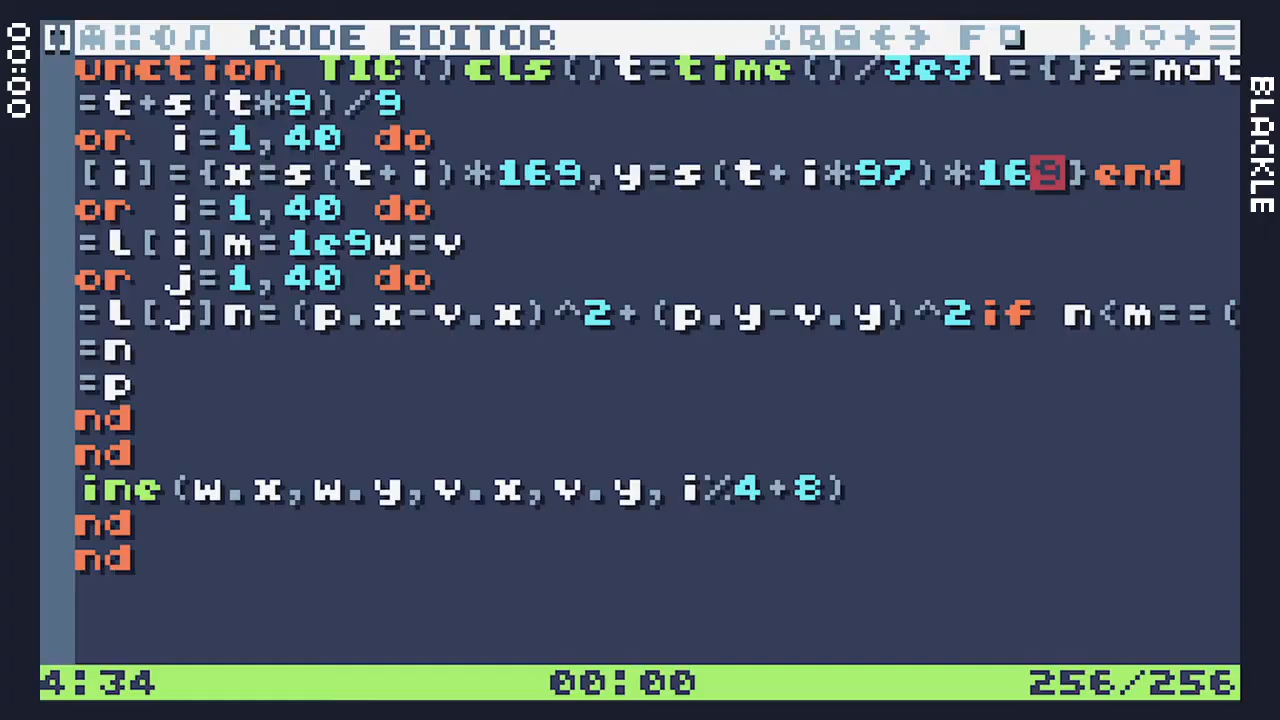 00:00
CODE EDITOR
unction TIC()cls()t=time()/3e3l={}s=mat
=t+s(t*9)/9
or i=1,40 do
[i]={x=s(t+i)*169,y=s(t+i*97)*169}end
or i=1,40 do
=l[i]m=1e9w=v
or j=1,40 do
=l[j]n=(p.x-v.x)^2+(p.y-v.y)^2if n<m==(
=n
=p
nd
nd
ine(w.x,w.y,v.x,v.y,i%4+8)
nd
nd
4:34 00:00 256/256
BLACKLE